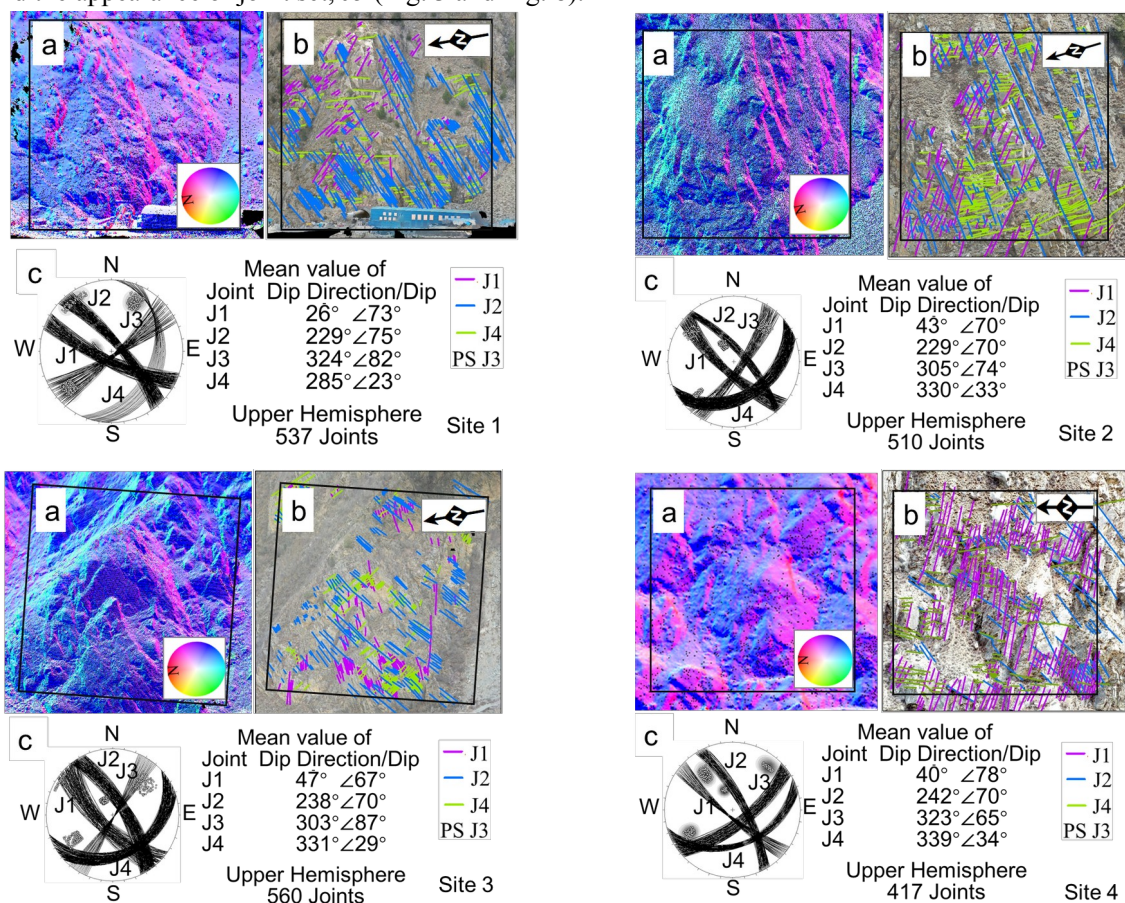 a
b
N
a
b
N
N
N
c
N
W
E
S
J1
J2
J3
J4
Mean value of
Joint Dip Direction/Dip
J1 26° ∠73°
J2 229°∠75°
J3 324°∠82°
J4 285°∠23°
Upper Hemisphere
537 Joints
J1
J2
J4
PS J3
Site 1
c
N
W
E
S
J1
J2
J3
J4
Mean value of
Joint Dip Direction/Dip
J1 43° ∠70°
J2 229°∠70°
J3 305°∠74°
J4 330°∠33°
Upper Hemisphere
510 Joints
J1
J2
J4
PS J3
Site 2
a
b
N
a
b
N
N
c
N
W
E
S
J1
J2
J3
J4
Mean value of
Joint Dip Direction/Dip
J1 47° ∠67°
J2 238°∠70°
J3 303°∠87°
J4 331°∠29°
Upper Hemisphere
560 Joints
J1
J2
J4
PS J3
Site 3
c
N
W
E
S
J1
J2
J3
J4
Mean value of
Joint Dip Direction/Dip
J1 40° ∠78°
J2 242°∠70°
J3 323°∠65°
J4 339°∠34°
Upper Hemisphere
417 Joints
J1
J2
J4
PS J3
Site 4